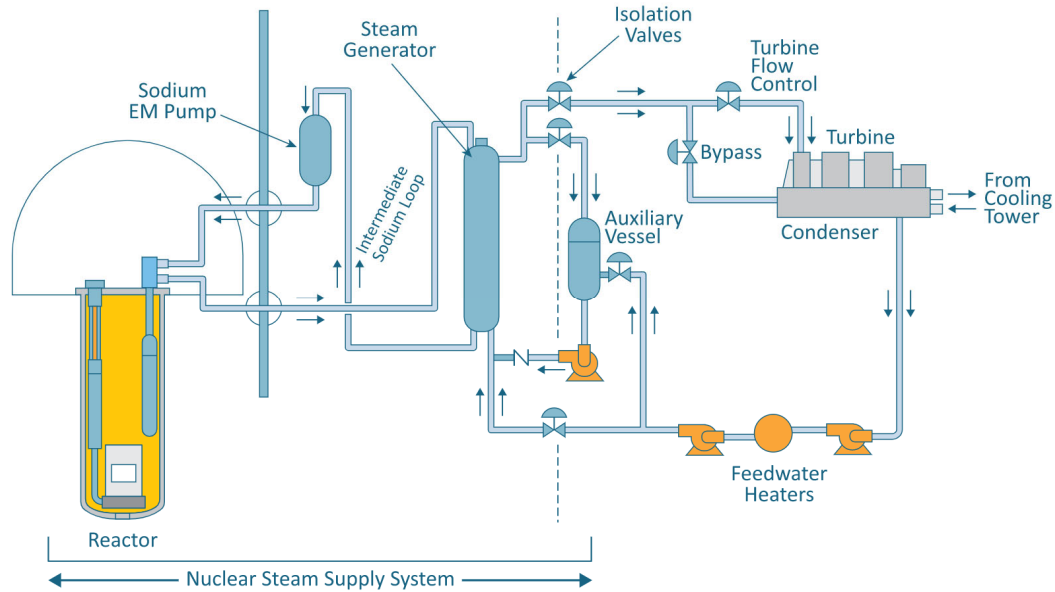 Isolation
Valves
Steam
Generator
Turbine
Flow
Control
Sodium
EM Pump
Bypass
Turbine
From
Cooling
Tower
Intermediate
Sodium Loop
Auxiliary
Vessel
Condenser
Feedwater
Heaters
Reactor
Nuclear Steam Supply System